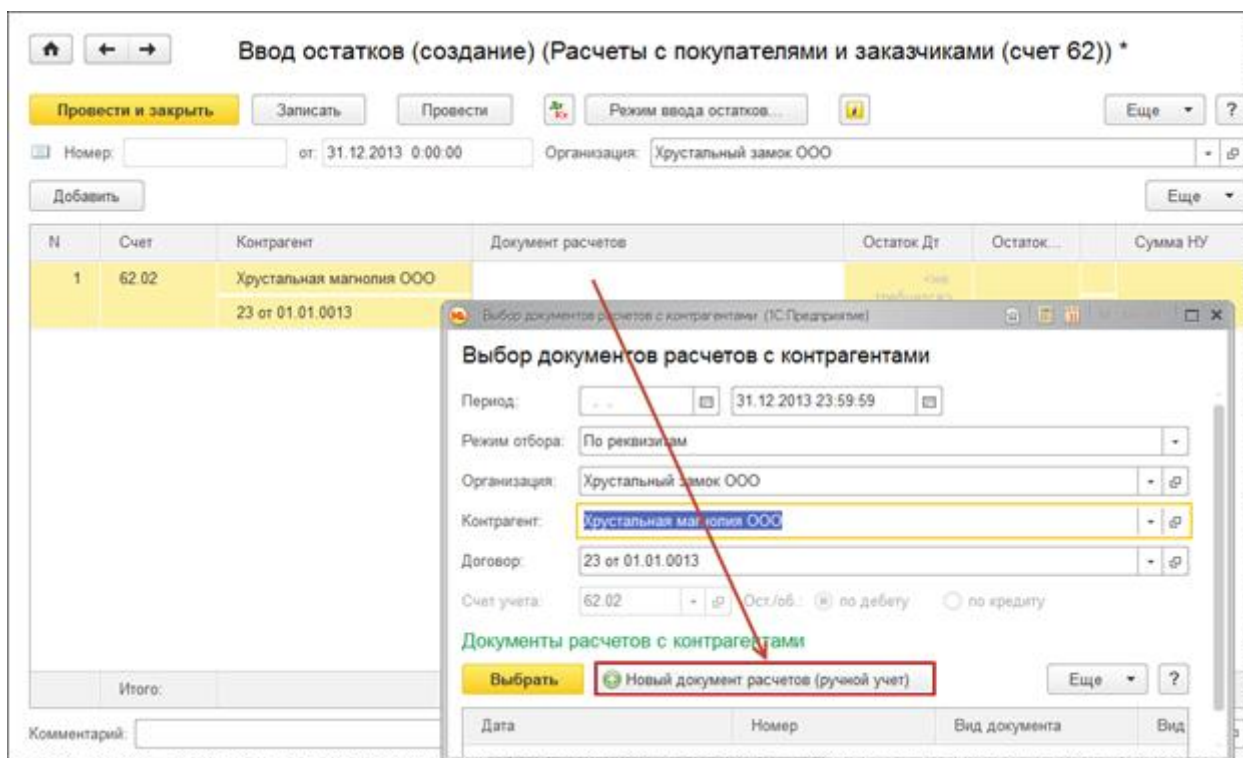 Ввод остатков (создание) (Расчеты с покупателями и заказчиками (счет 62)) *
Провести и закрыть Записать Провести Дт Кт Режим ввода остатков... Еще ?
Номер: от: 31.12.2013 0:00:00 Организация: Хрустальный замок ООО
Добавить Еще
N Счет Контрагент Документ расчетов Остаток Дт Остаток... Сумма НУ
1 62.02 Хрустальная магнолия ООО <не требуется>
23 от 01.01.0013
Выбор документов расчетов с контрагентами (1С:Предприятие)
Выбор документов расчетов с контрагентами
Период: . . 31.12.2013 23:59:59
Режим отбора: По реквизитам
Организация: Хрустальный замок ООО
Контрагент: Хрустальная магнолия ООО
Договор: 23 от 01.01.0013
Счет учета: 62.02 Ост./об.: по дебету по кредиту
Документы расчетов с контрагентами
Выбрать Новый документ расчетов (ручной учет) Еще ?
Итого:
Дата Номер Вид документа Вид
Комментарий: